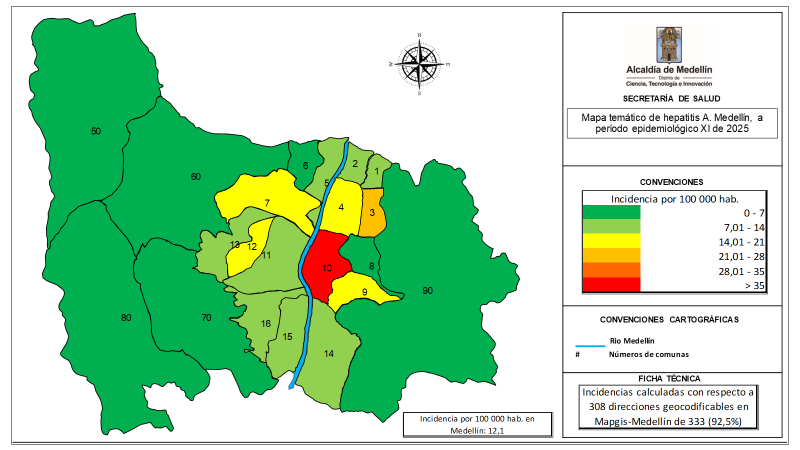 N
W
E
S
50
60
6
5
2
1
7
4
3
13
12
11
10
8
9
90
80
70
16
15
14
Incidencia por 100 000 hab. en
Medellín: 12,1
Alcaldía de Medellín
Distrito de
Ciencia, Tecnología e Innovación
SECRETARÍA DE SALUD
Mapa temático de hepatitis A. Medellín, a
período epidemiológico XI de 2025
CONVENCIONES
Incidencia por 100 000 hab.
0 - 7
7,01 - 14
14,01 - 21
21,01 - 28
28,01 - 35
> 35
CONVENCIONES CARTOGRÁFICAS
Rio Medellín
# Números de comunas
FICHA TÉCNICA
Incidencias calculadas con respecto a
308 direcciones geocodificables en
Mapgis-Medellín de 333 (92,5%)